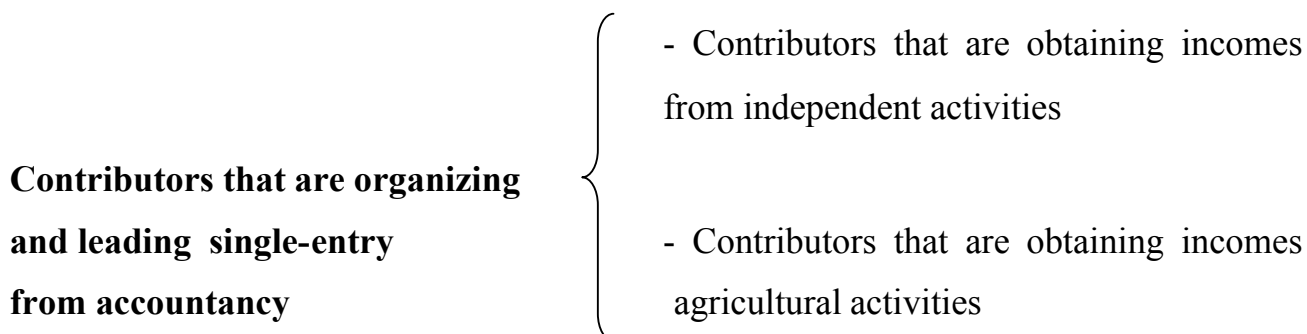 Contributors that are organizing
and leading single-entry
from accountancy
- Contributors that are obtaining incomes
from independent activities
- Contributors that are obtaining incomes
agricultural activities